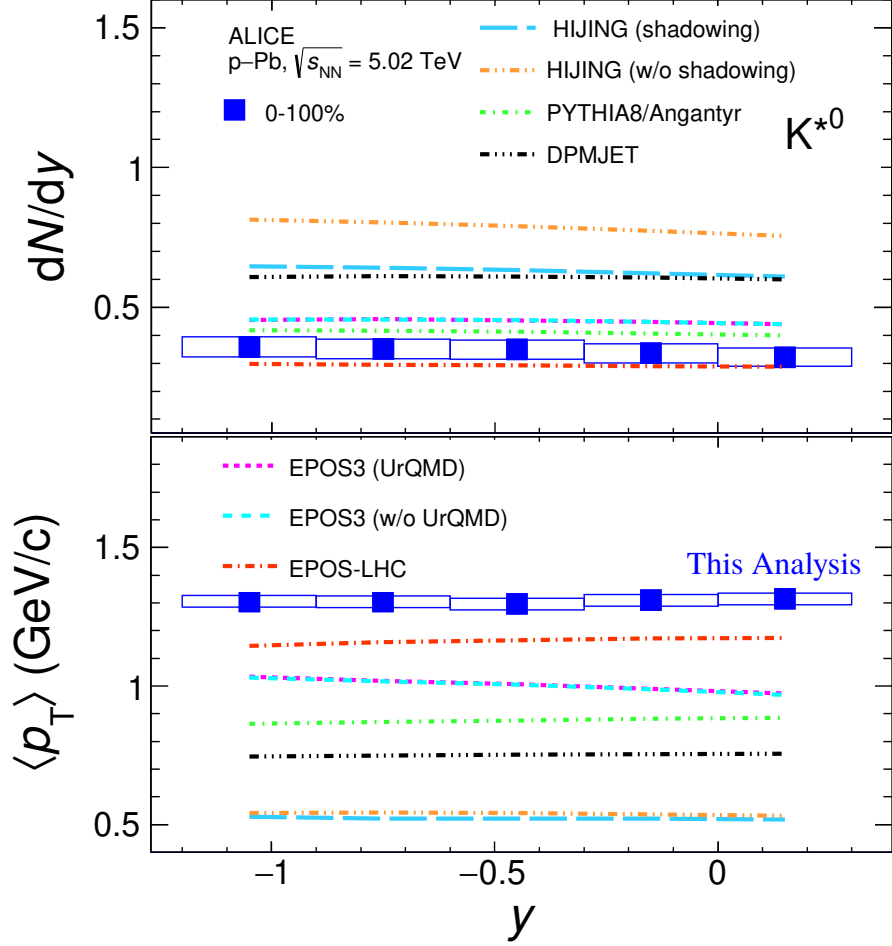 1.5
ALICE
p−Pb, √s_NN = 5.02 TeV
0-100%
HIJING (shadowing)
HIJING (w/o shadowing)
PYTHIA8/Angantyr
DPMJET
K*0
1
dN/dy
0.5
EPOS3 (UrQMD)
EPOS3 (w/o UrQMD)
EPOS-LHC
This Analysis
1.5
1
0.5
⟨p_T⟩ (GeV/c)
−1
−0.5
0
y